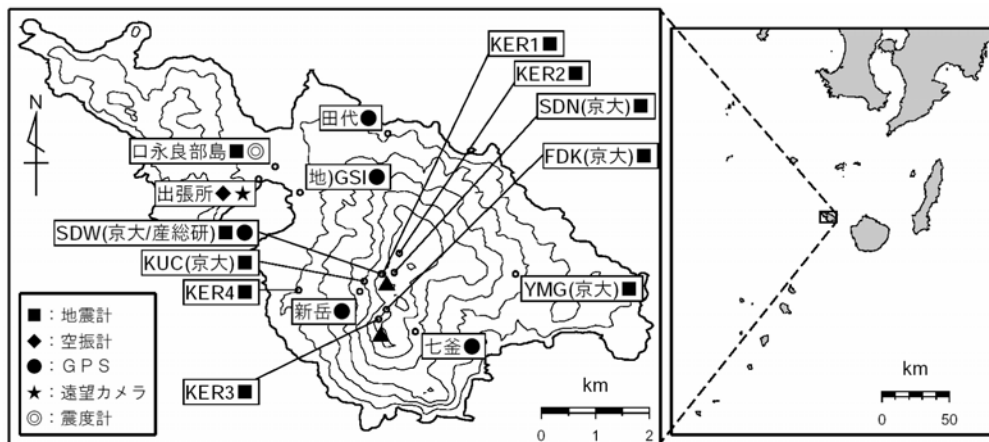 KER1■
KER2■
SDN(京大)■
FDK(京大)■
田代●
N
口永良部島■◎
地)GSI●
出張所◆★
SDW(京大/産総研)■●
KUC(京大)■
KER4■
新岳●
YMG(京大)■
七釜●
KER3■
■：地震計
◆：空振計
●：ＧＰＳ
★：遠望カメラ
◎：震度計
km
0 1 2
km
0 50